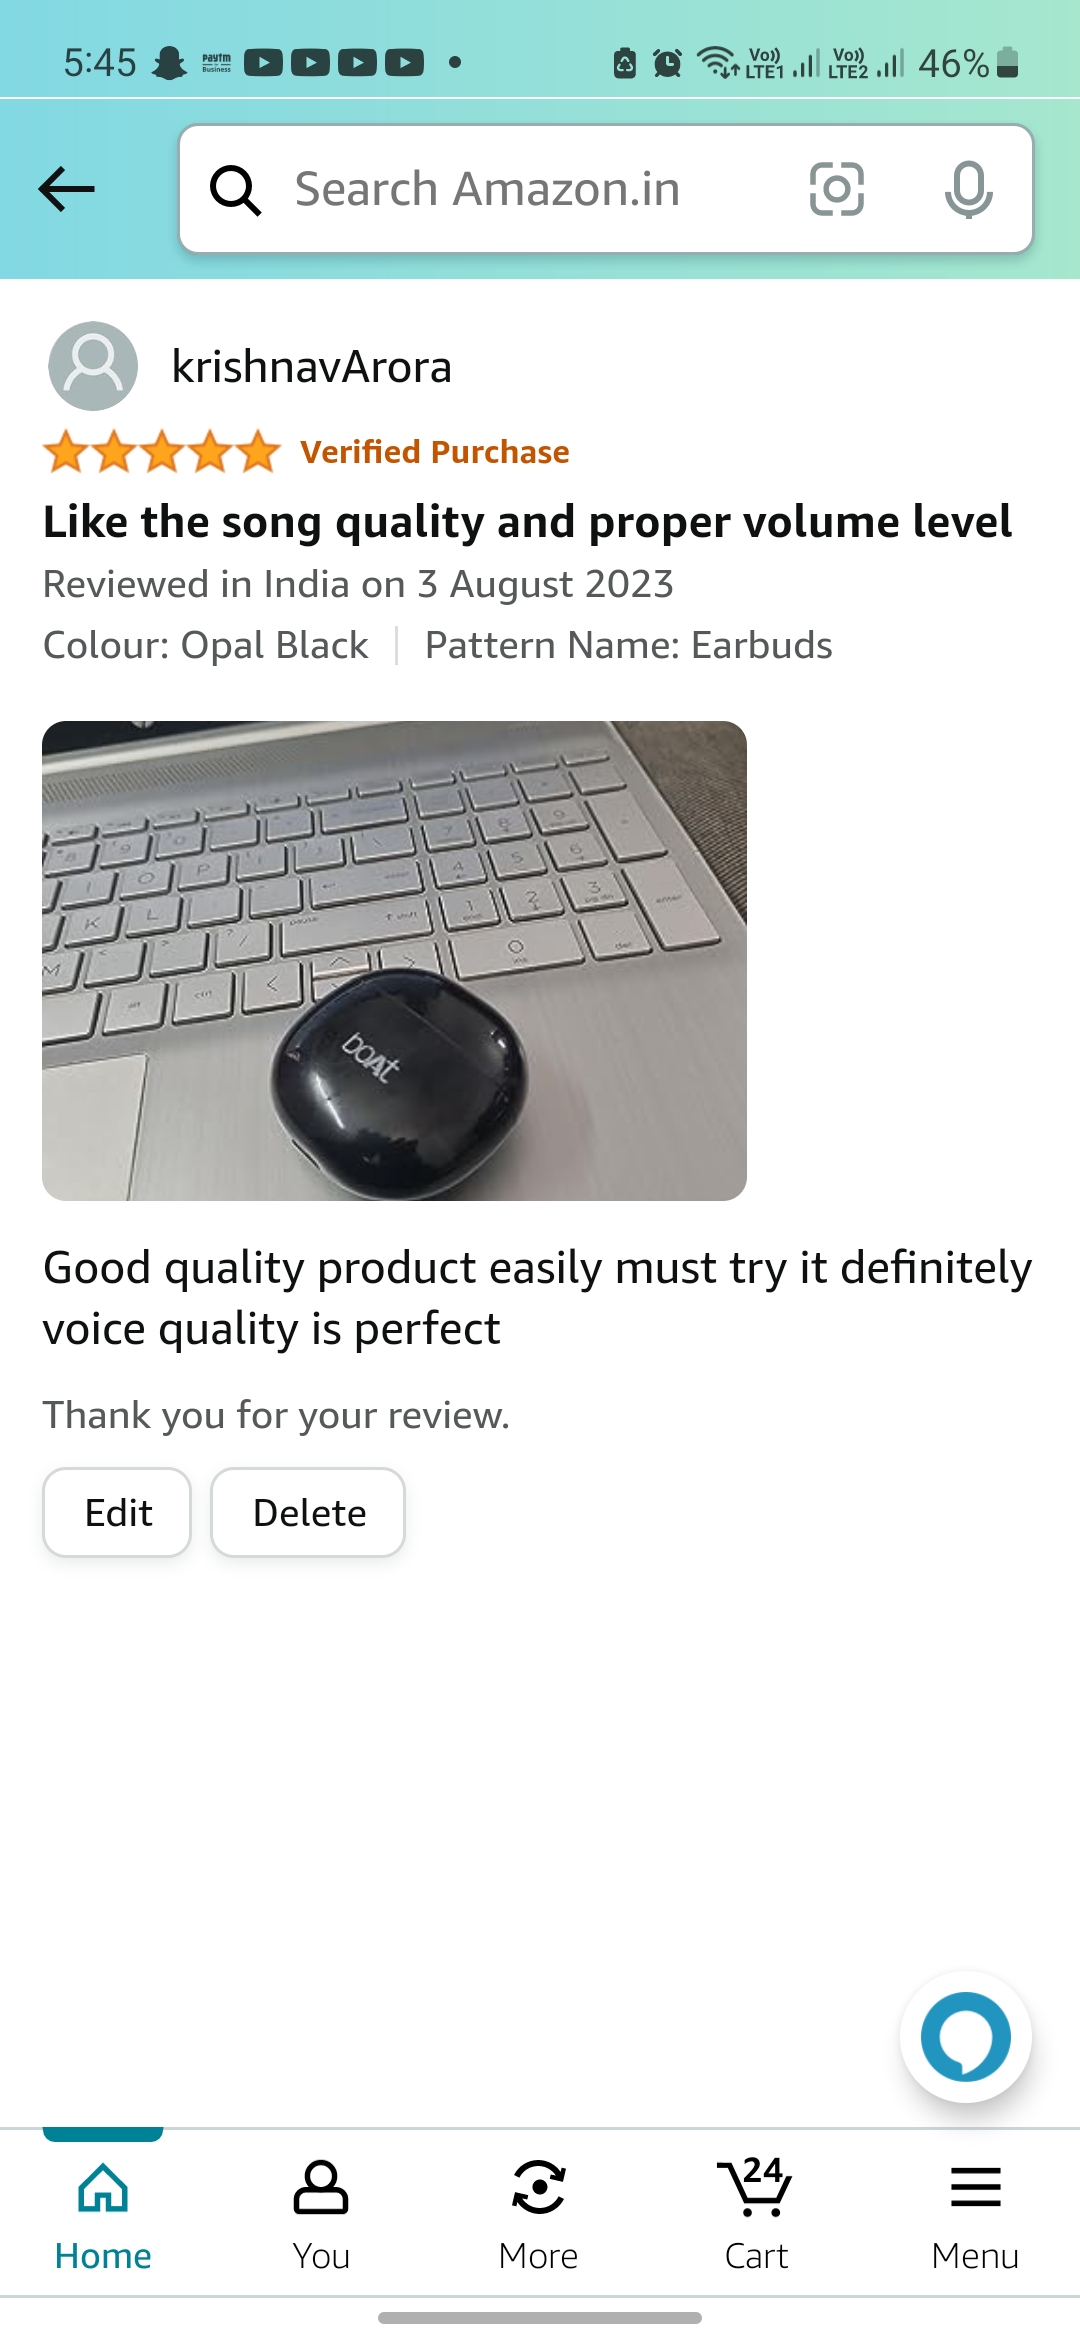 5:45 paytm Business Vo)) LTE1 Vo)) LTE2 46%
Search Amazon.in
krishnavArora
Verified Purchase
Like the song quality and proper volume level
Reviewed in India on 3 August 2023
Colour: Opal Black | Pattern Name: Earbuds
boAt
Good quality product easily must try it definitely
voice quality is perfect
Thank you for your review.
Edit Delete
24
Home You More Cart Menu